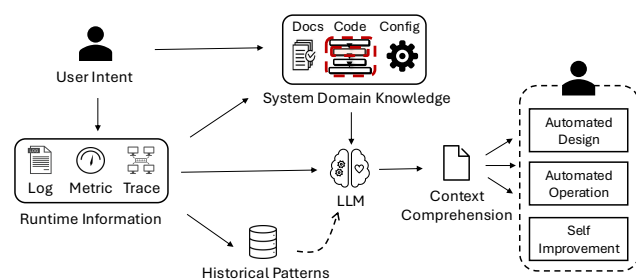 Docs Code Config
User Intent
System Domain Knowledge
Automated
Design
Log Metric Trace
LLM
Automated
Operation
Context
Comprehension
Runtime Information
Self
Improvement
Historical Patterns